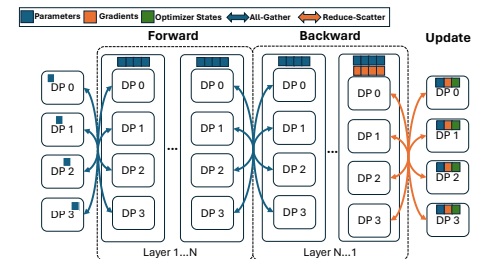 Parameters Gradients Optimizer States All-Gather Reduce-Scatter
Forward Backward Update
DP 0 DP 0 DP 0 DP 0 DP 0 DP 0
DP 1 DP 1 DP 1 DP 1 DP 1 DP 1
... ...
DP 2 DP 2 DP 2 DP 2 DP 2 DP 2
DP 3 DP 3 DP 3 DP 3 DP 3 DP 3
Layer 1...N Layer N...1